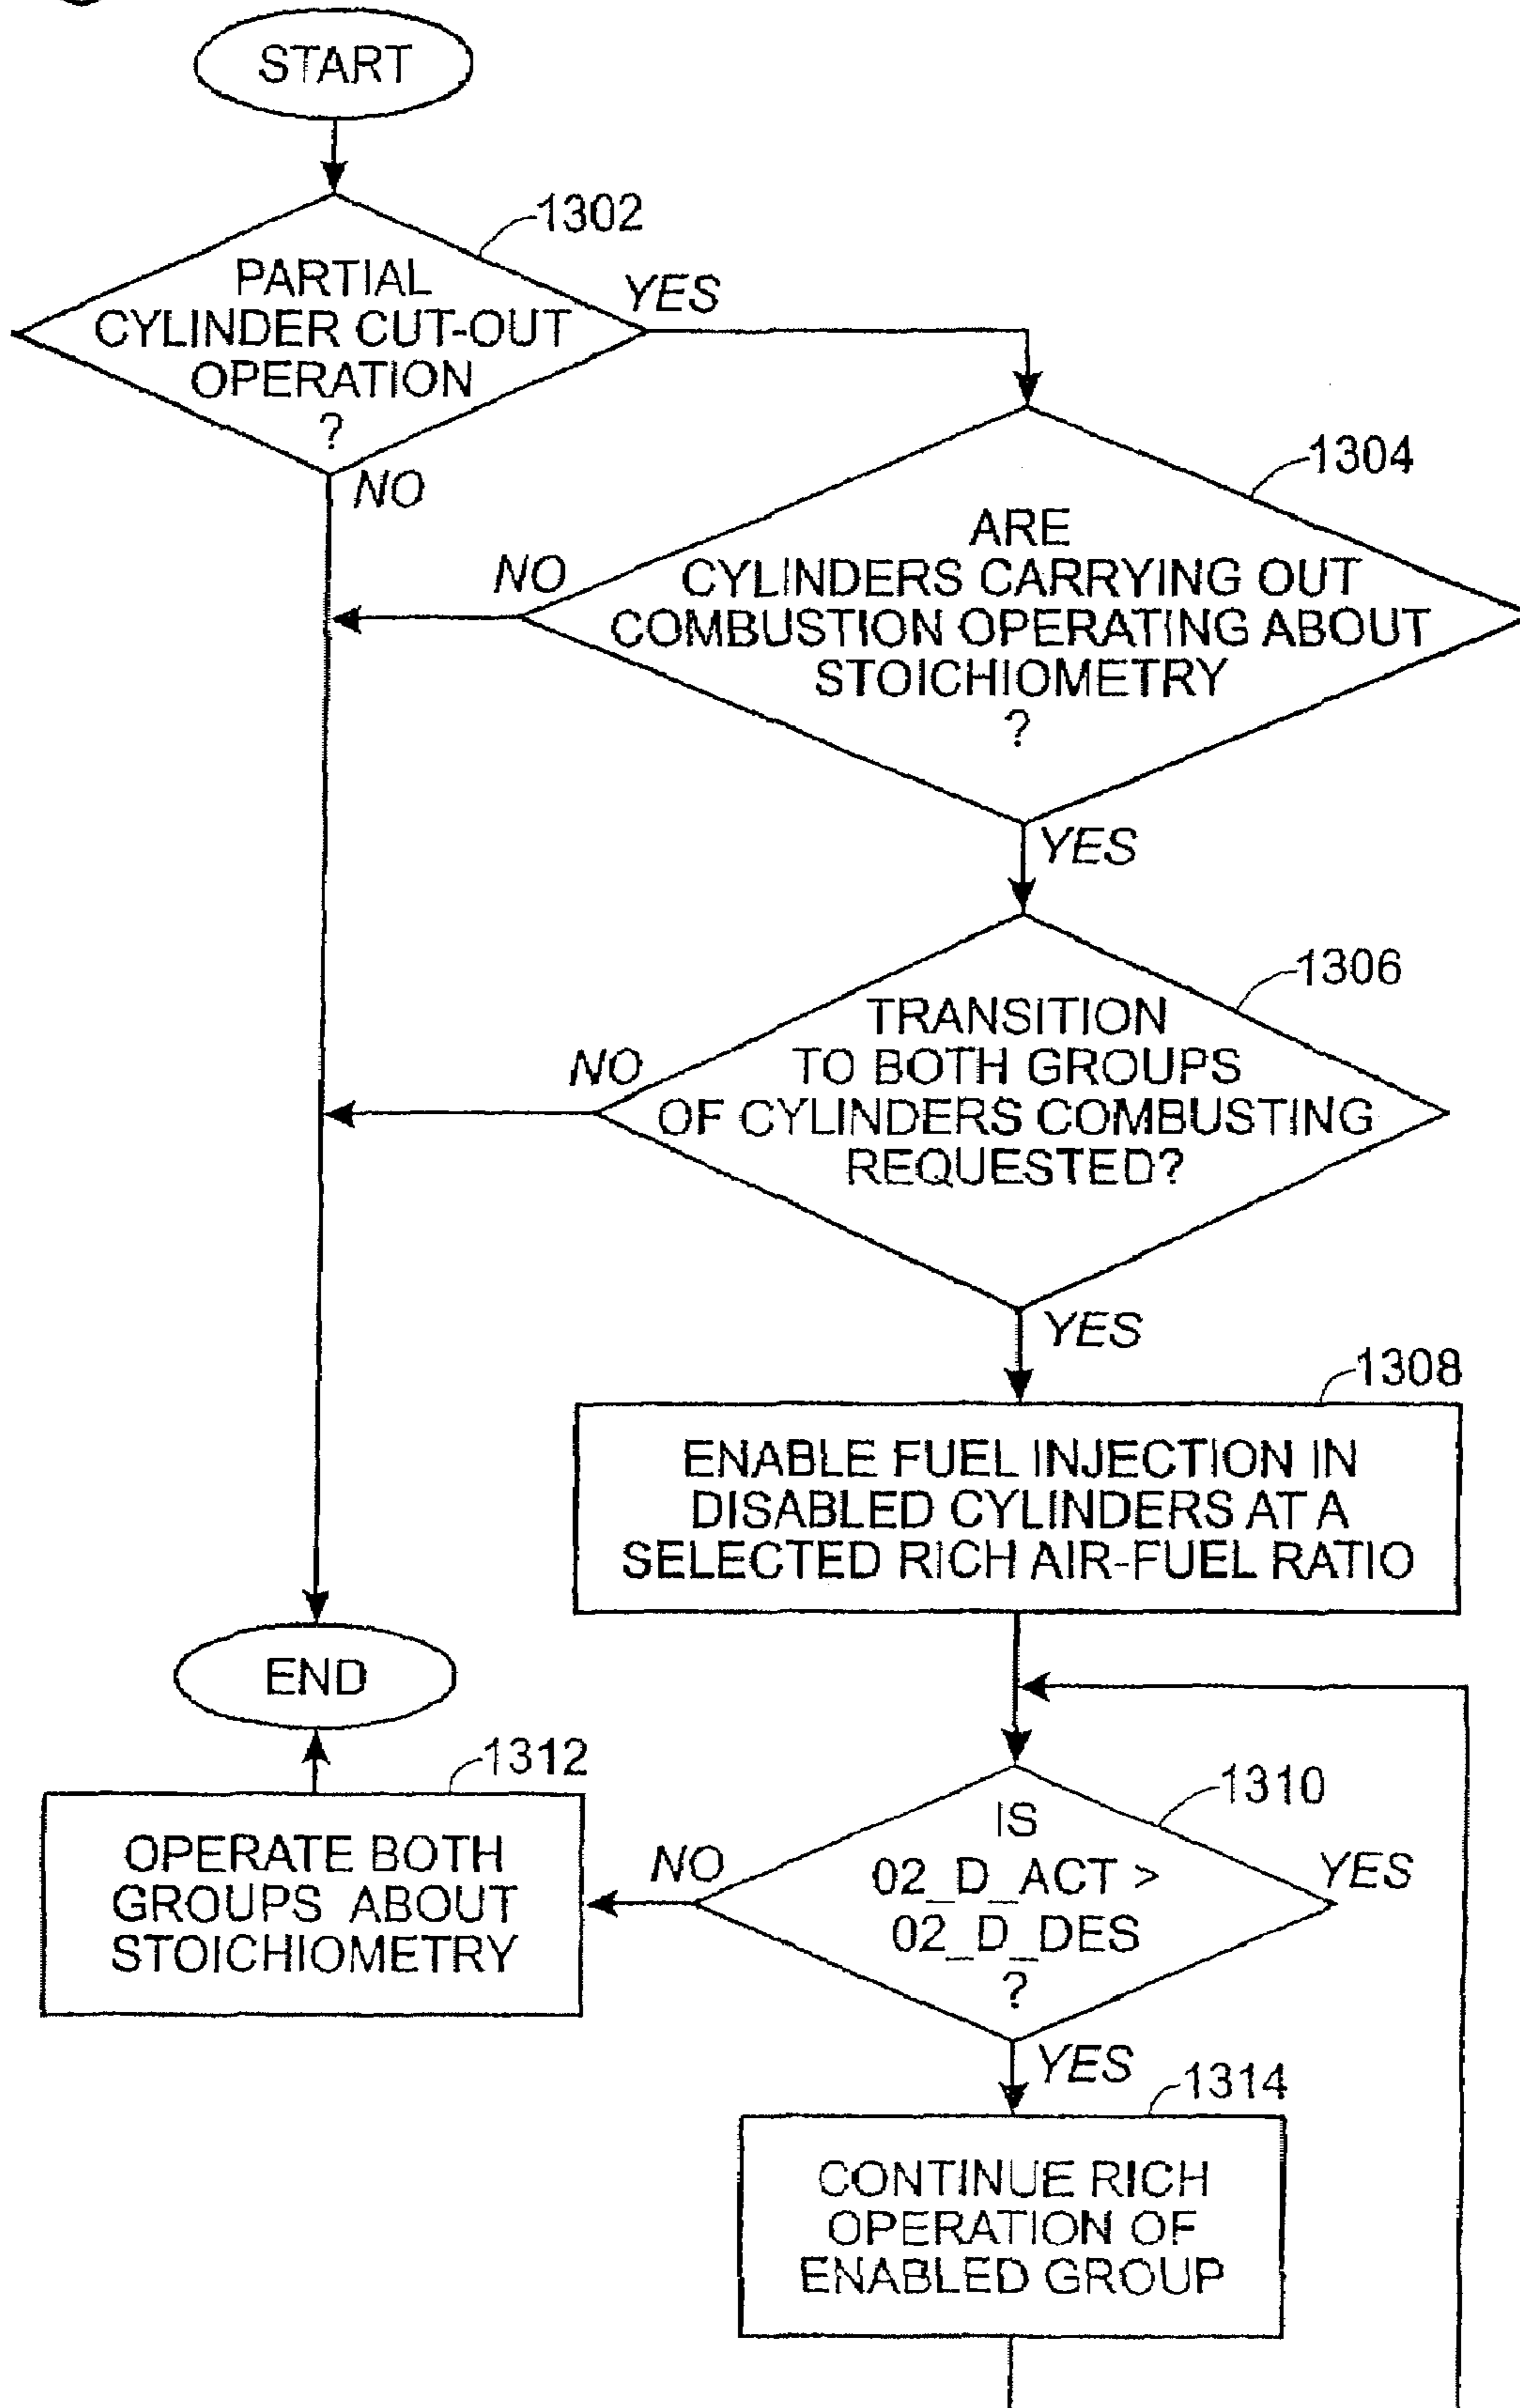 START
1302
PARTIAL
CYLINDER CUT-OUT
OPERATION
?
YES
NO
1304
ARE
CYLINDERS CARRYING OUT
COMBUSTION OPERATING ABOUT
STOICHIOMETRY
?
NO
YES
1306
TRANSITION
TO BOTH GROUPS
OF CYLINDERS COMBUSTING
REQUESTED?
NO
YES
1308
ENABLE FUEL INJECTION IN
DISABLED CYLINDERS AT A
SELECTED RICH AIR-FUEL RATIO
END
1312
OPERATE BOTH
GROUPS ABOUT
STOICHIOMETRY
1310
IS
02_D_ACT >
02_D_DES
?
NO
YES
YES
1314
CONTINUE RICH
OPERATION OF
ENABLED GROUP